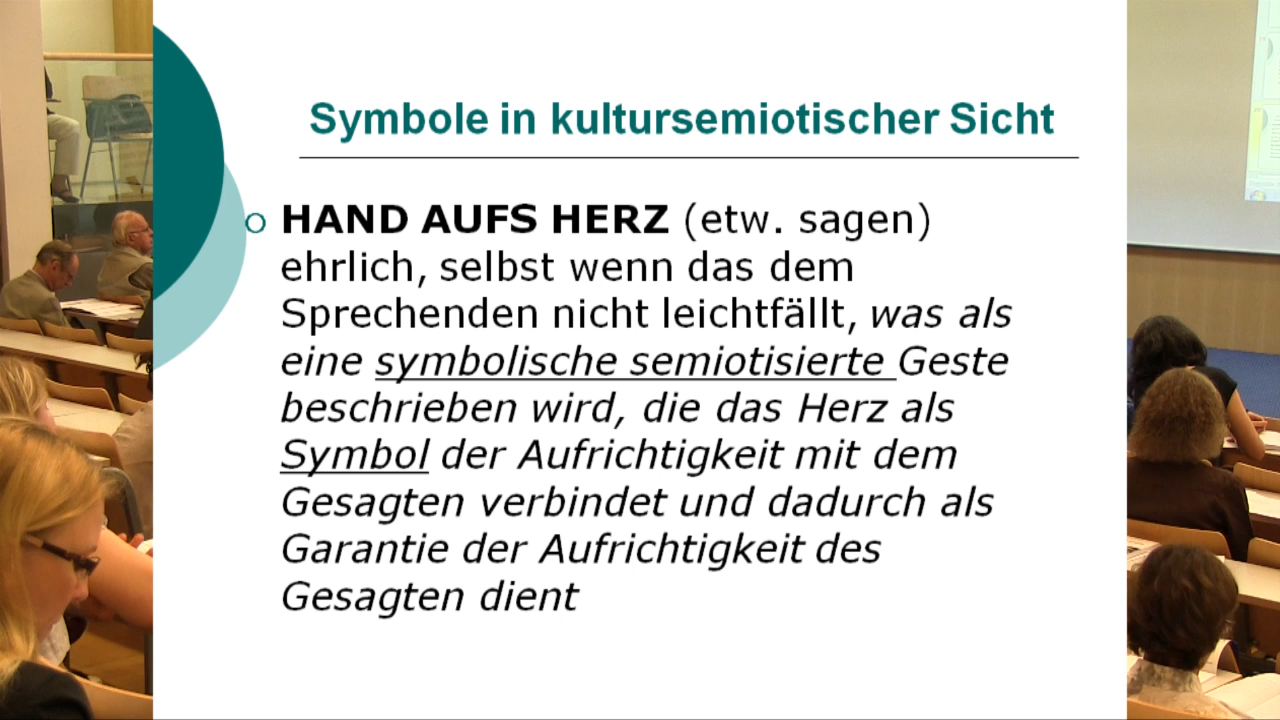 Symbole in kultursemiotischer Sicht
HAND AUFS HERZ (etw. sagen)
ehrlich, selbst wenn das dem
Sprechenden nicht leichtfällt, was als
eine symbolische semiotisierte Geste
beschrieben wird, die das Herz als
Symbol der Aufrichtigkeit mit dem
Gesagten verbindet und dadurch als
Garantie der Aufrichtigkeit des
Gesagten dient